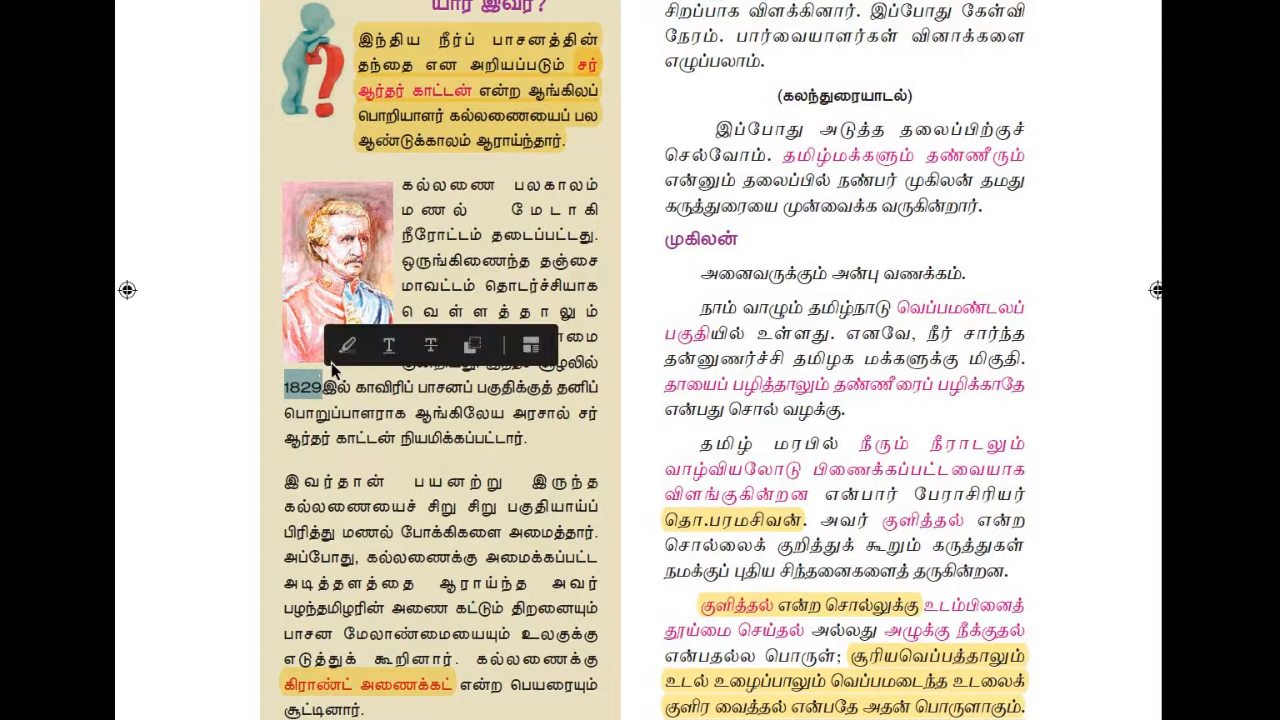 யார் இவர்?
இந்திய நீர்ப் பாசனத்தின்
தந்தை என அறியப்படும் சர்
ஆர்தர் காட்டன் என்ற ஆங்கிலப்
பொறியாளர் கல்லணையைப் பல
ஆண்டுக்காலம் ஆராய்ந்தார்.
கல்லணை பலகாலம்
மணல் மேடாகி
நீரோட்டம் தடைப்பட்டது.
ஒருங்கிணைந்த தஞ்சை
மாவட்டம் தொடர்ச்சியாக
வெள்ளத்தாலும்
1829இல் காவிரிப் பாசனப் பகுதிக்குத் தனிப்
பொறுப்பாளராக ஆங்கிலேய அரசால் சர்
ஆர்தர் காட்டன் நியமிக்கப்பட்டார்.
இவர்தான் பயனற்று இருந்த
கல்லணையைச் சிறு சிறு பகுதியாய்ப்
பிரித்து மணல் போக்கிகளை அமைத்தார்.
அப்போது, கல்லணைக்கு அமைக்கப்பட்ட
அடித்தளத்தை ஆராய்ந்த அவர்
பழந்தமிழரின் அணை கட்டும் திறனையும்
பாசன மேலாண்மையையும் உலகுக்கு
எடுத்துக் கூறினார். கல்லணைக்கு
கிராண்ட் அணைக்கட் என்ற பெயரையும்
சூட்டினார்.
சிறப்பாக விளக்கினார். இப்போது கேள்வி
நேரம். பார்வையாளர்கள் வினாக்களை
எழுப்பலாம்.
(கலந்துரையாடல்)
இப்போது அடுத்த தலைப்பிற்குச்
செல்வோம். தமிழ்மக்களும் தண்ணீரும்
என்னும் தலைப்பில் நண்பர் முகிலன் தமது
கருத்துரையை முன்வைக்க வருகின்றார்.
முகிலன்
அனைவருக்கும் அன்பு வணக்கம்.
நாம் வாழும் தமிழ்நாடு வெப்பமண்டலப்
பகுதியில் உள்ளது. எனவே, நீர் சார்ந்த
தன்னுணர்ச்சி தமிழக மக்களுக்கு மிகுதி.
தாயைப் பழித்தாலும் தண்ணீரைப் பழிக்காதே
என்பது சொல் வழக்கு.
தமிழ் மரபில் நீரும் நீராடலும்
வாழ்வியலோடு பிணைக்கப்பட்டவையாக
விளங்குகின்றன என்பார் பேராசிரியர்
தொ.பரமசிவன். அவர் குளித்தல் என்ற
சொல்லைக் குறித்துக் கூறும் கருத்துகள்
நமக்குப் புதிய சிந்தனைகளைத் தருகின்றன.
குளித்தல் என்ற சொல்லுக்கு உடம்பினைத்
தூய்மை செய்தல் அல்லது அழுக்கு நீக்குதல்
என்பதல்ல பொருள்; சூரியவெப்பத்தாலும்
உடல் உழைப்பாலும் வெப்பமடைந்த உடலைக்
குளிர வைத்தல் என்பதே அதன் பொருளாகும்.